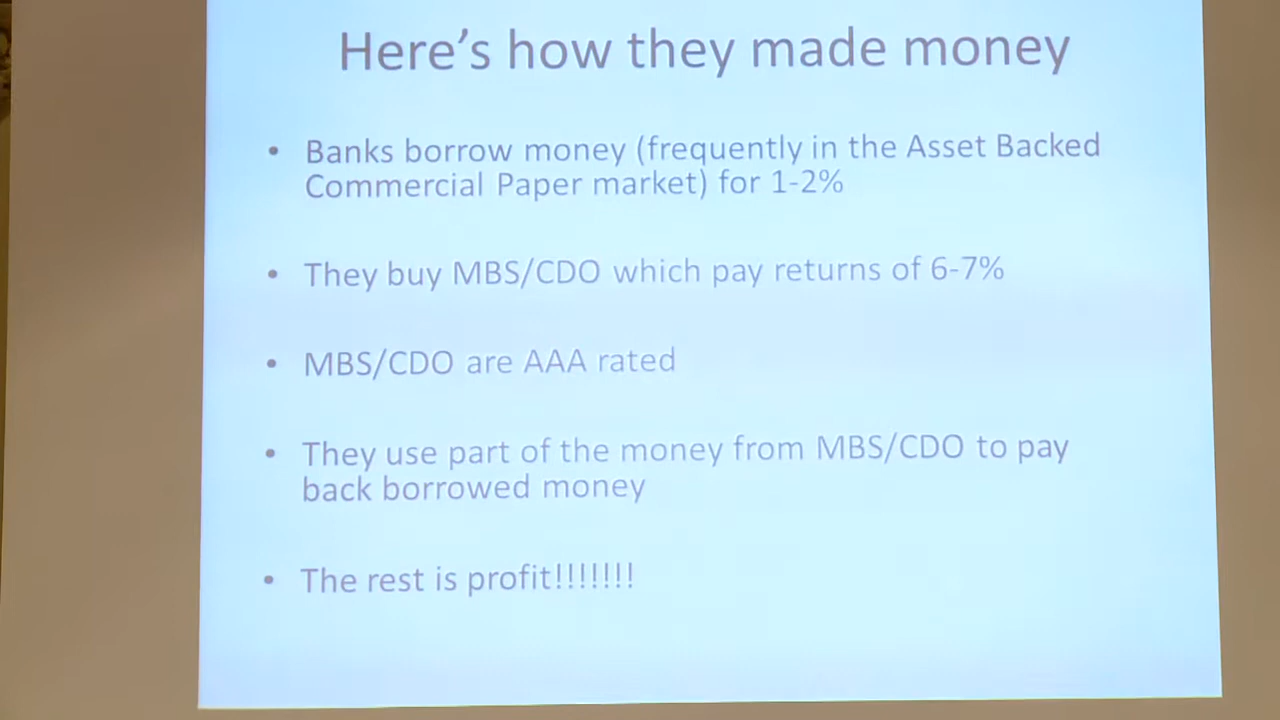 Here's how they made money
• Banks borrow money (frequently in the Asset Backed
Commercial Paper market) for 1-2%
• They buy MBS/CDO which pay returns of 6-7%
• MBS/CDO are AAA rated
• They use part of the money from MBS/CDO to pay
back borrowed money
• The rest is profit!!!!!!!